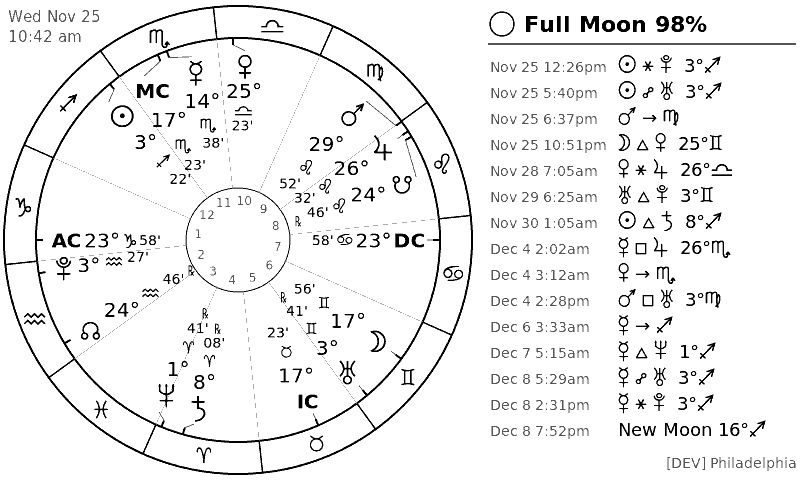 Wed Nov 25
10:42 am
○ Full Moon 98%
Nov 25 12:26pm ☉ ⚹ ♇ 3°♐
Nov 25 5:40pm ☉ ☍ ♅ 3°♐
Nov 25 6:37pm ♂ → ♍
Nov 25 10:51pm ☽ △ ♀ 25°♊
Nov 28 7:05am ♀ ⚹ ♃ 26°♎
Nov 29 6:25am ♅ △ ♇ 3°♊
Nov 30 1:05am ☉ △ ♄ 8°♐
Dec 4 2:02am ☿ □ ♃ 26°♏
Dec 4 3:12am ♀ → ♏
Dec 4 2:28pm ♂ □ ♅ 3°♍
Dec 6 3:33am ☿ → ♐
Dec 7 5:15am ☿ △ ♆ 1°♐
Dec 8 5:29am ☿ ☍ ♅ 3°♐
Dec 8 2:31pm ☿ ⚹ ♇ 3°♐
Dec 8 7:52pm New Moon 16°♐
[DEV] Philadelphia
♏ ♎ ♍ ♌ ♋ ♊ ♉ ♈ ♓ ♒ ♑ ♐
MC 17° ♏ 23'
☿ 14° ♏ 38'
♀ 25° ♎ 23'
☉ 3° ♐ 22'
♂ 29° ♌ 52'
♃ 26° ♌ 32'
☋ 24° ♌ 46' ℞
AC 23° ♑ 58'
58' ♋ 23° DC
♇ 3° ♒ 27'
☊ 24° ♒ 46' ℞
♆ 1° ♈ 41' ℞
♄ 8° ♈ 08' ℞
IC 17° ♉ 23'
♅ 3° ♊ 41' ℞
☽ 17° ♊ 56'
1 2 3 4 5 6 7 8 9 10 11 12